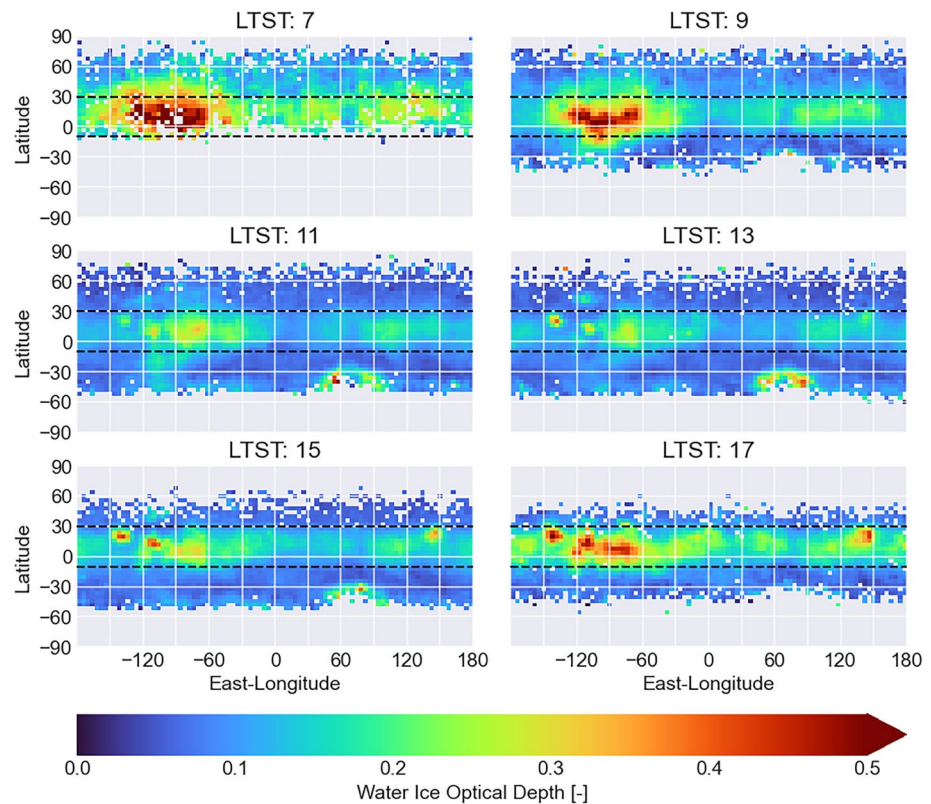 LTST: 7 LTST: 9
90
60
30
0
−30
−60
−90
Latitude
LTST: 11 LTST: 13
90
60
30
0
−30
−60
−90
Latitude
LTST: 15 LTST: 17
90
60
30
0
−30
−60
−90
Latitude
−120 −60 0 60 120 180 −120 −60 0 60 120 180
East-Longitude East-Longitude
0.0 0.1 0.2 0.3 0.4 0.5
Water Ice Optical Depth [-]